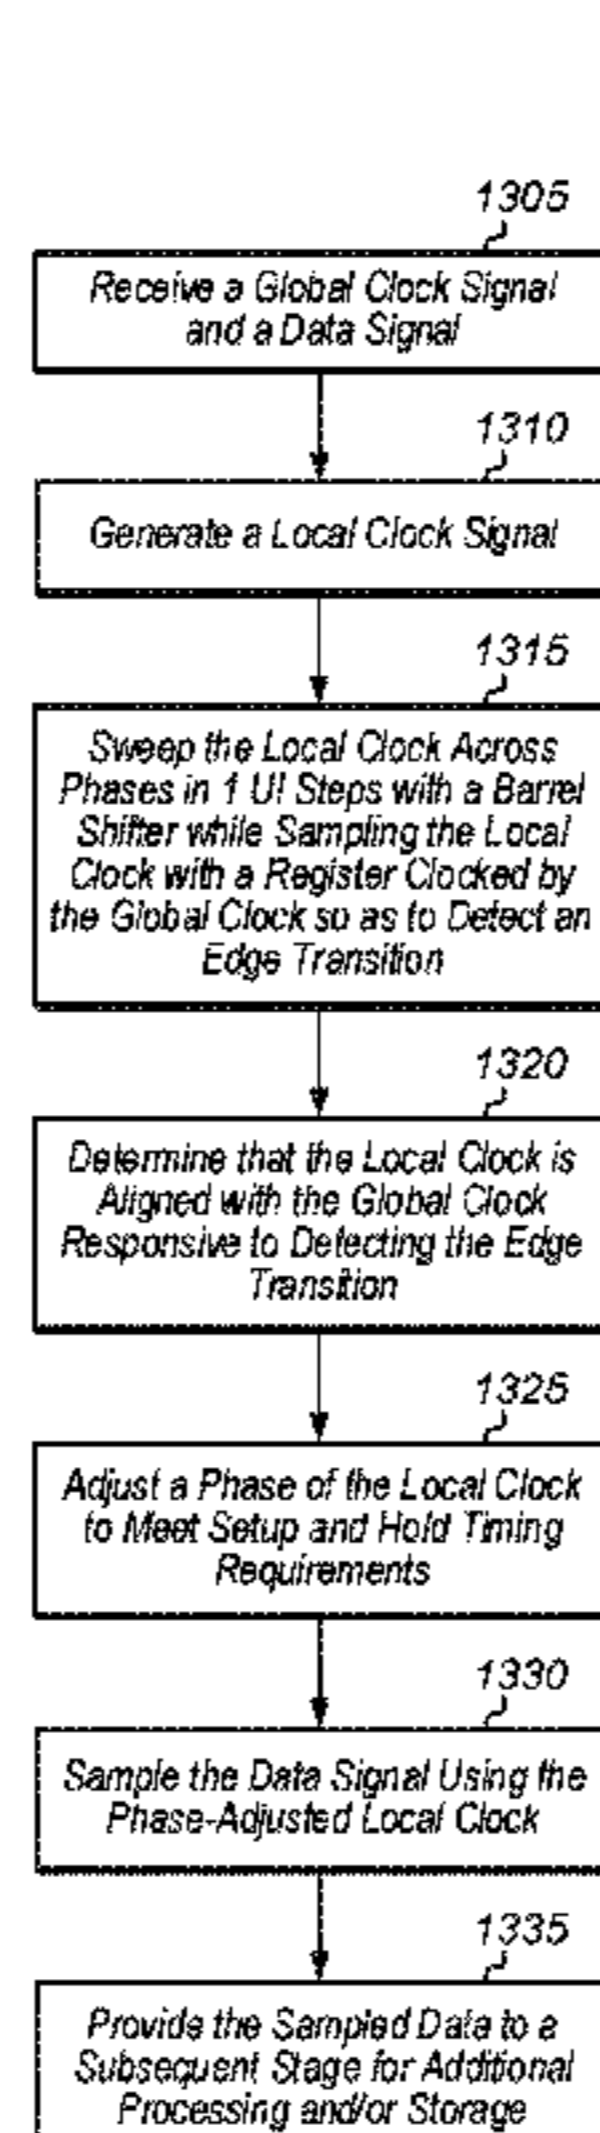 1305
Receive a Global Clock Signal
and a Data Signal
1310
Generate a Local Clock Signal
1315
Sweep the Local Clock Across
Phases in 1 UI Steps with a Barrel
Shifter while Sampling the Local
Clock with a Register Clocked by
the Global Clock so as to Detect an
Edge Transition
1320
Determine that the Local Clock is
Aligned with the Global Clock
Responsive to Detecting the Edge
Transition
1325
Adjust a Phase of the Local Clock
to Meet Setup and Hold Timing
Requirements
1330
Sample the Data Signal Using the
Phase-Adjusted Local Clock
1335
Provide the Sampled Data to a
Subsequent Stage for Additional
Processing and/or Storage